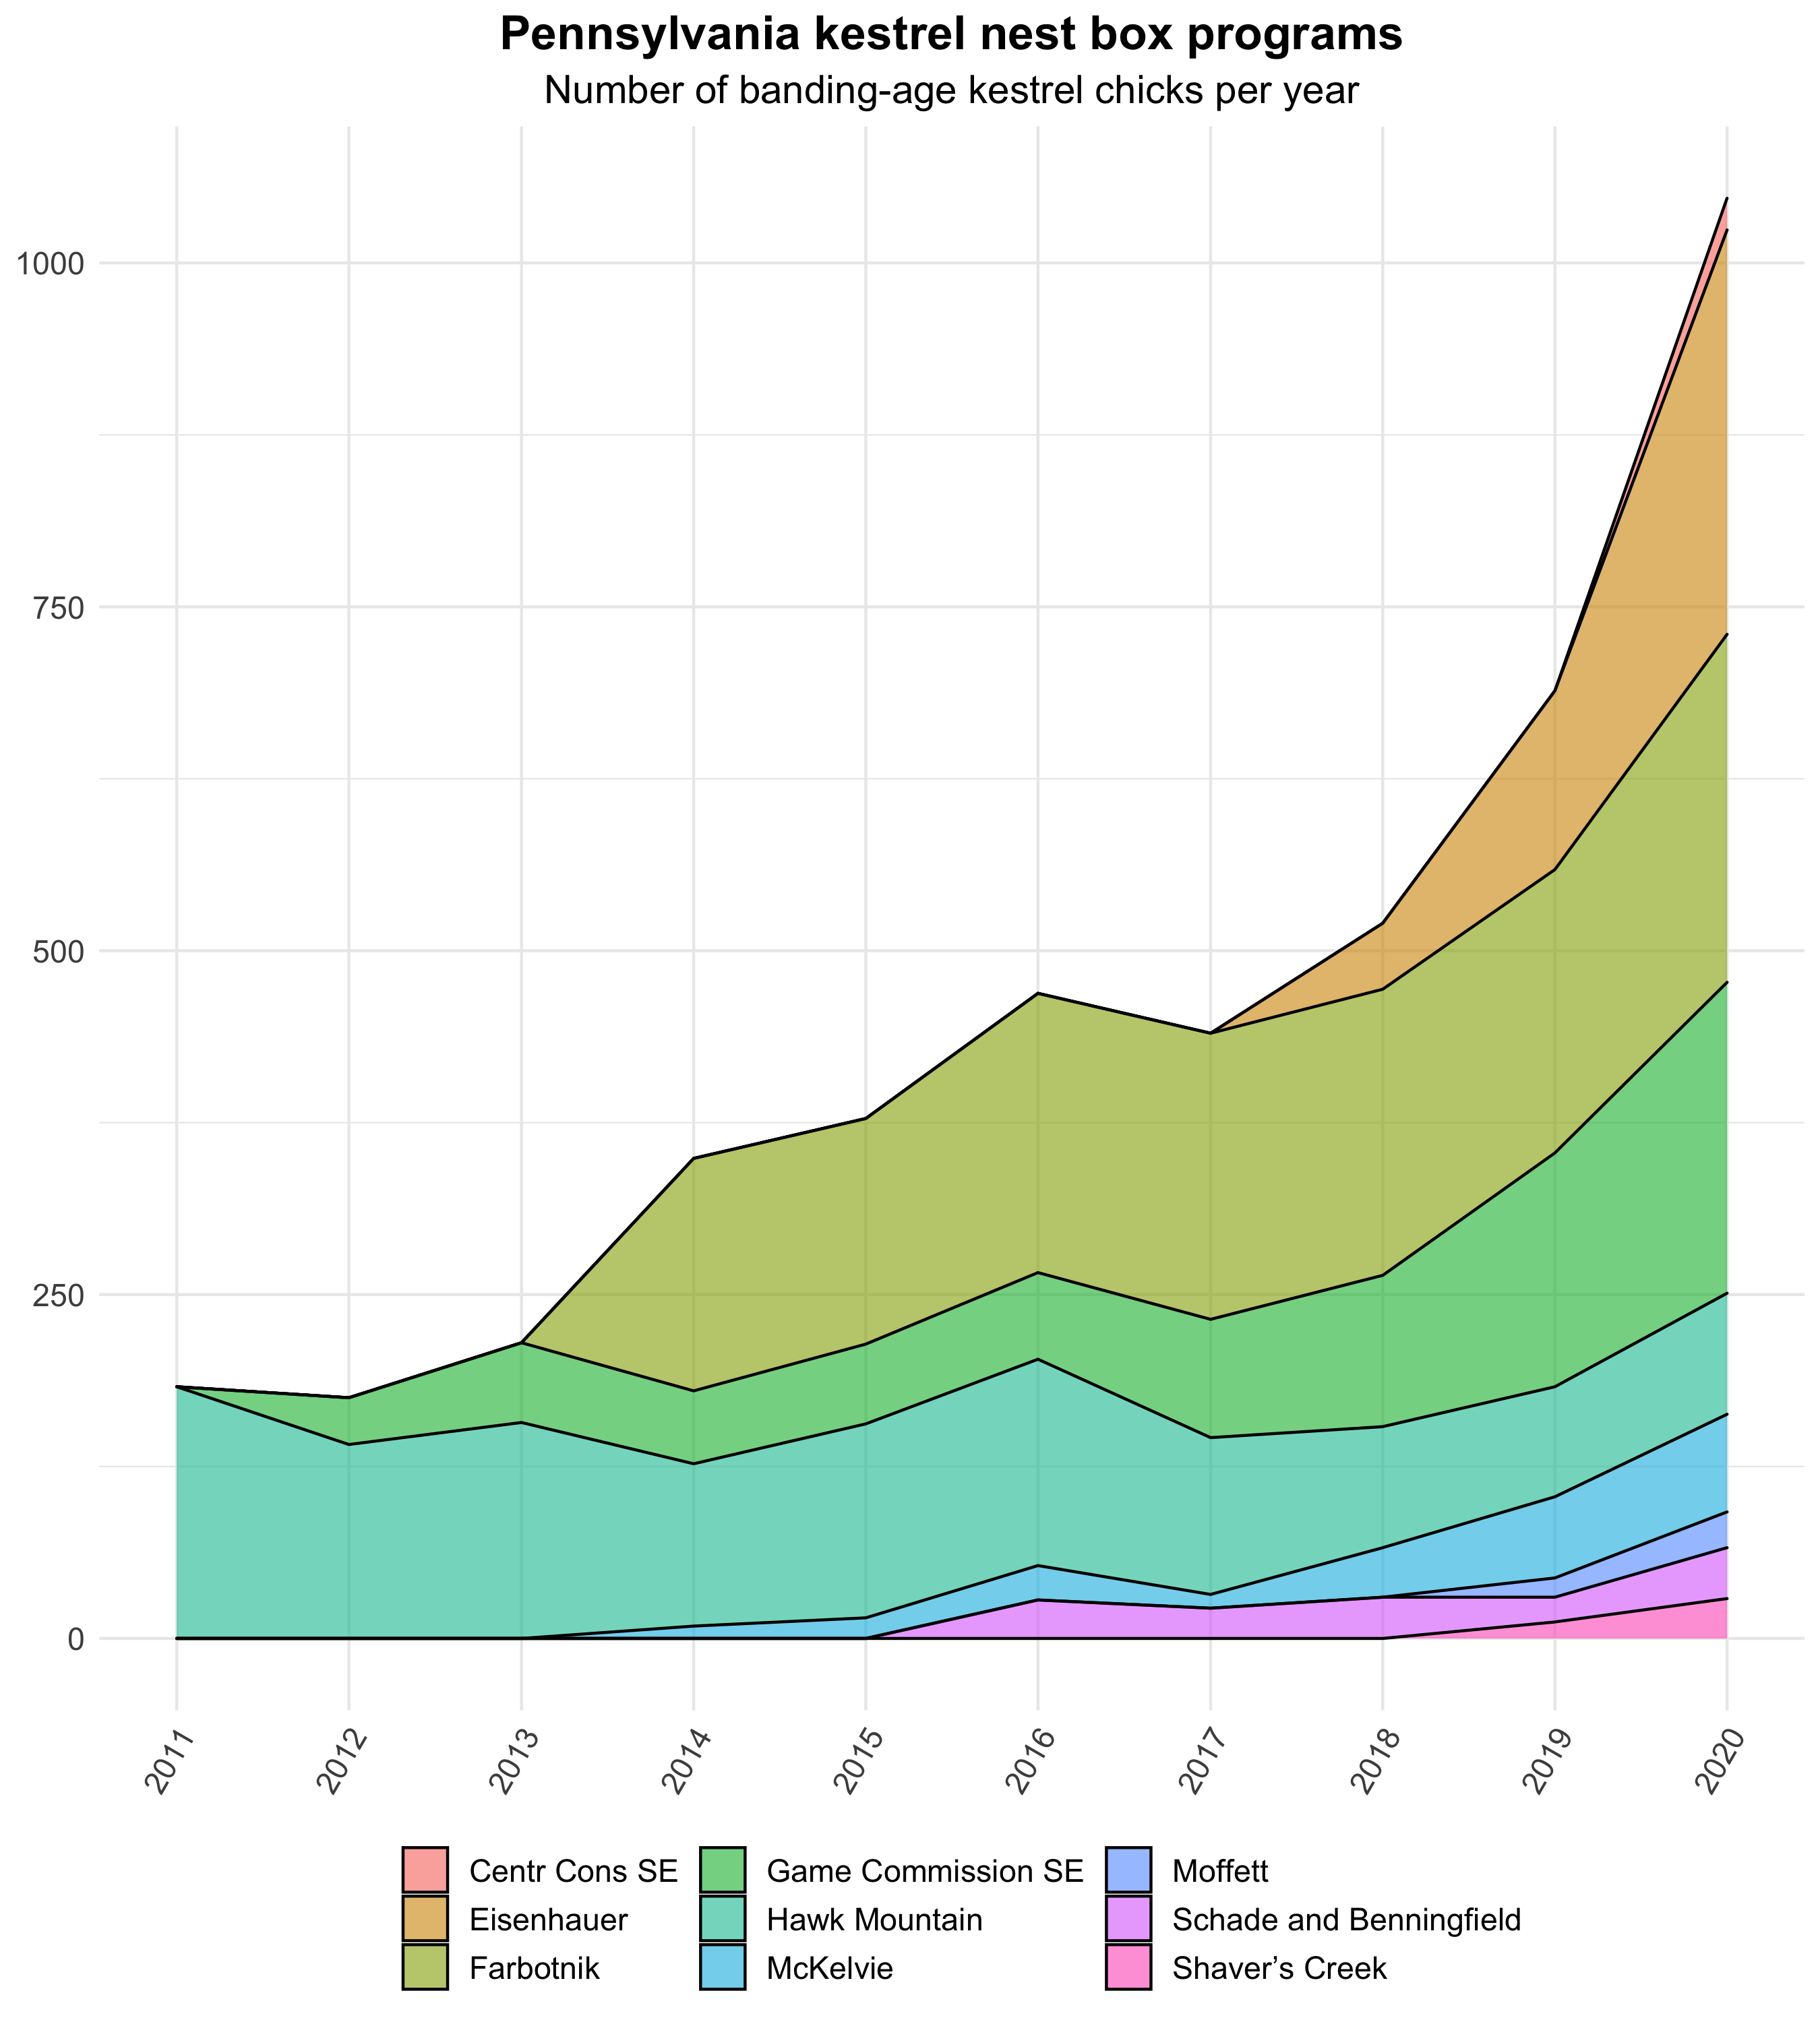 Pennsylvania kestrel nest box programs
Number of banding-age kestrel chicks per year
1000
750
500
250
0
2011 2012 2013 2014 2015 2016 2017 2018 2019 2020
Centr Cons SE Game Commission SE Moffett
Eisenhauer Hawk Mountain Schade and Benningfield
Farbotnik McKelvie Shaver’s Creek